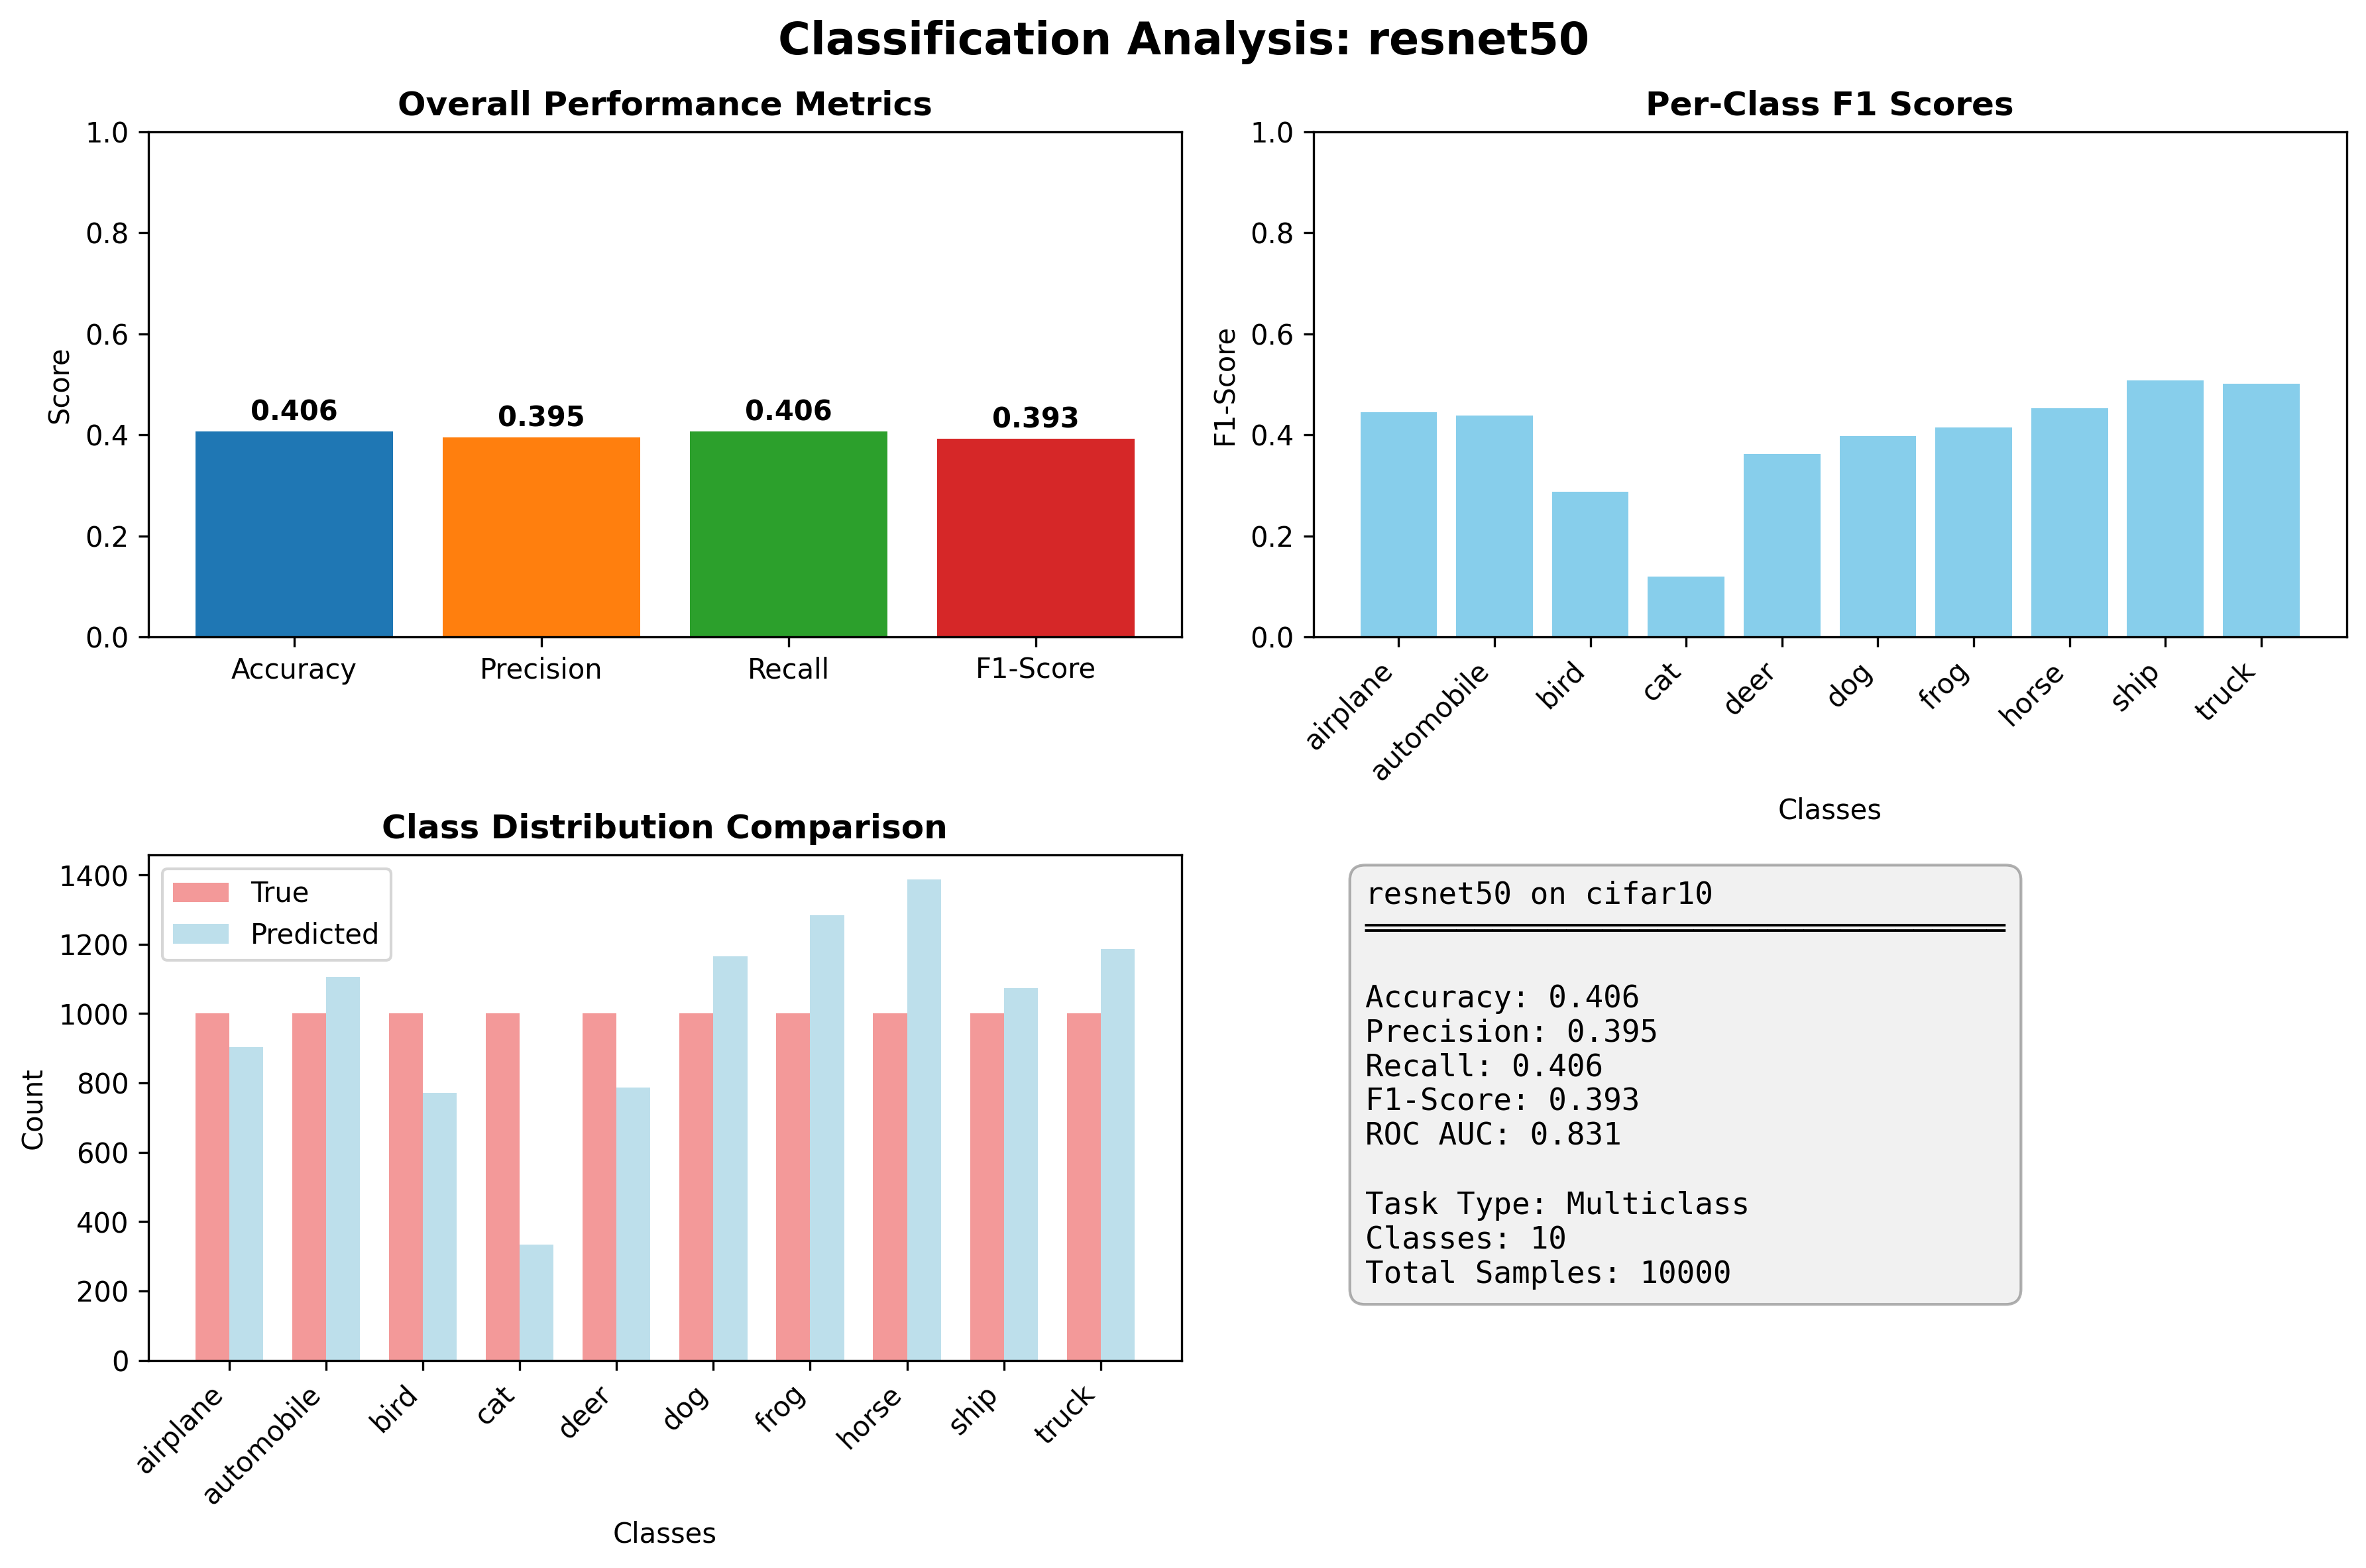 Classification Analysis: resnet50
Overall Performance Metrics
Score
1.0
0.8
0.6
0.4
0.2
0.0
0.406
0.395
0.406
0.393
Accuracy
Precision
Recall
F1-Score
Per-Class F1 Scores
F1-Score
1.0
0.8
0.6
0.4
0.2
0.0
airplane
automobile
bird
cat
deer
dog
frog
horse
ship
truck
Classes
Class Distribution Comparison
Count
1400
1200
1000
800
600
400
200
0
True
Predicted
airplane
automobile
bird
cat
deer
dog
frog
horse
ship
truck
Classes
resnet50 on cifar10
Accuracy: 0.406
Precision: 0.395
Recall: 0.406
F1-Score: 0.393
ROC AUC: 0.831
Task Type: Multiclass
Classes: 10
Total Samples: 10000